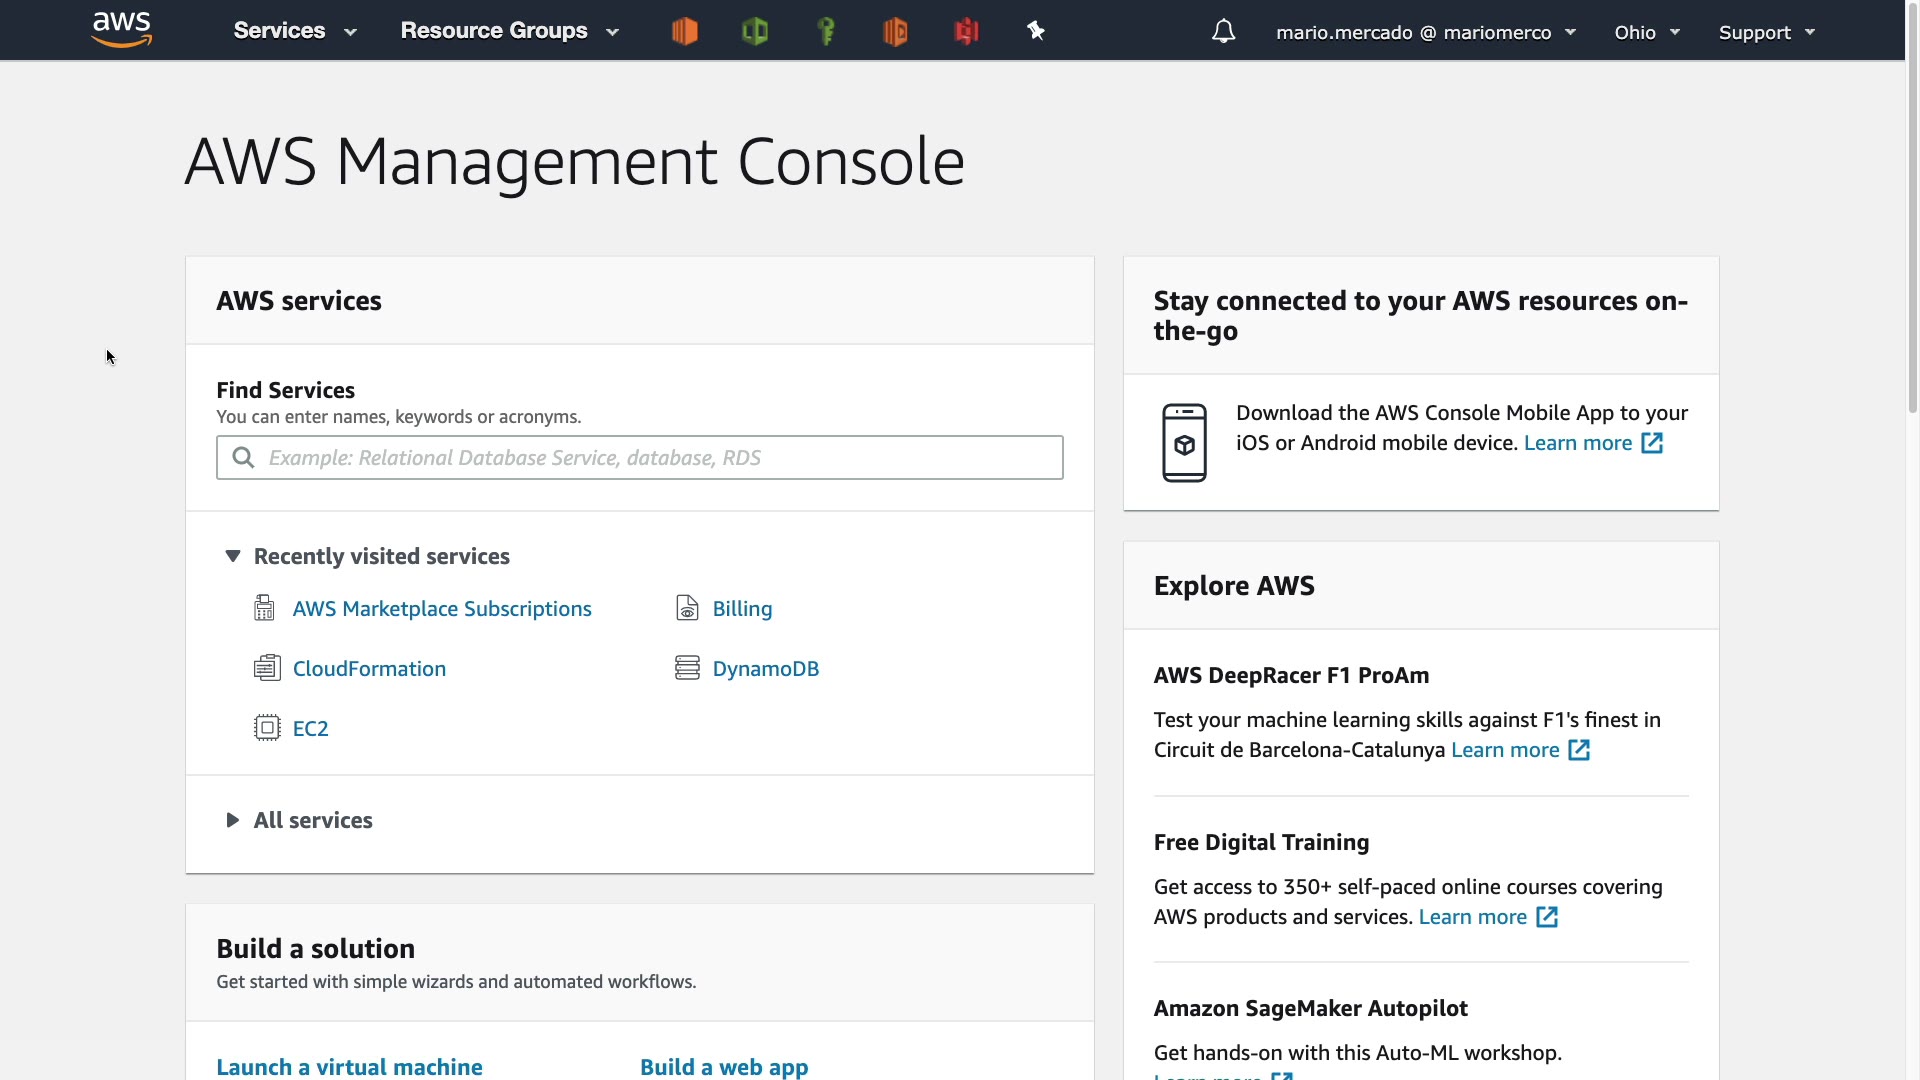 aws
Services
Resource Groups
mario.mercado @ mariomerco
Ohio
Support
AWS Management Console
AWS services
Find Services
You can enter names, keywords or acronyms.
Example: Relational Database Service, database, RDS
Recently visited services
AWS Marketplace Subscriptions
Billing
CloudFormation
DynamoDB
EC2
All services
Build a solution
Get started with simple wizards and automated workflows.
Launch a virtual machine
Build a web app
Stay connected to your AWS resources on-
the-go
Download the AWS Console Mobile App to your
iOS or Android mobile device. Learn more
Explore AWS
AWS DeepRacer F1 ProAm
Test your machine learning skills against F1's finest in
Circuit de Barcelona-Catalunya Learn more
Free Digital Training
Get access to 350+ self-paced online courses covering
AWS products and services. Learn more
Amazon SageMaker Autopilot
Get hands-on with this Auto-ML workshop.
Learn more